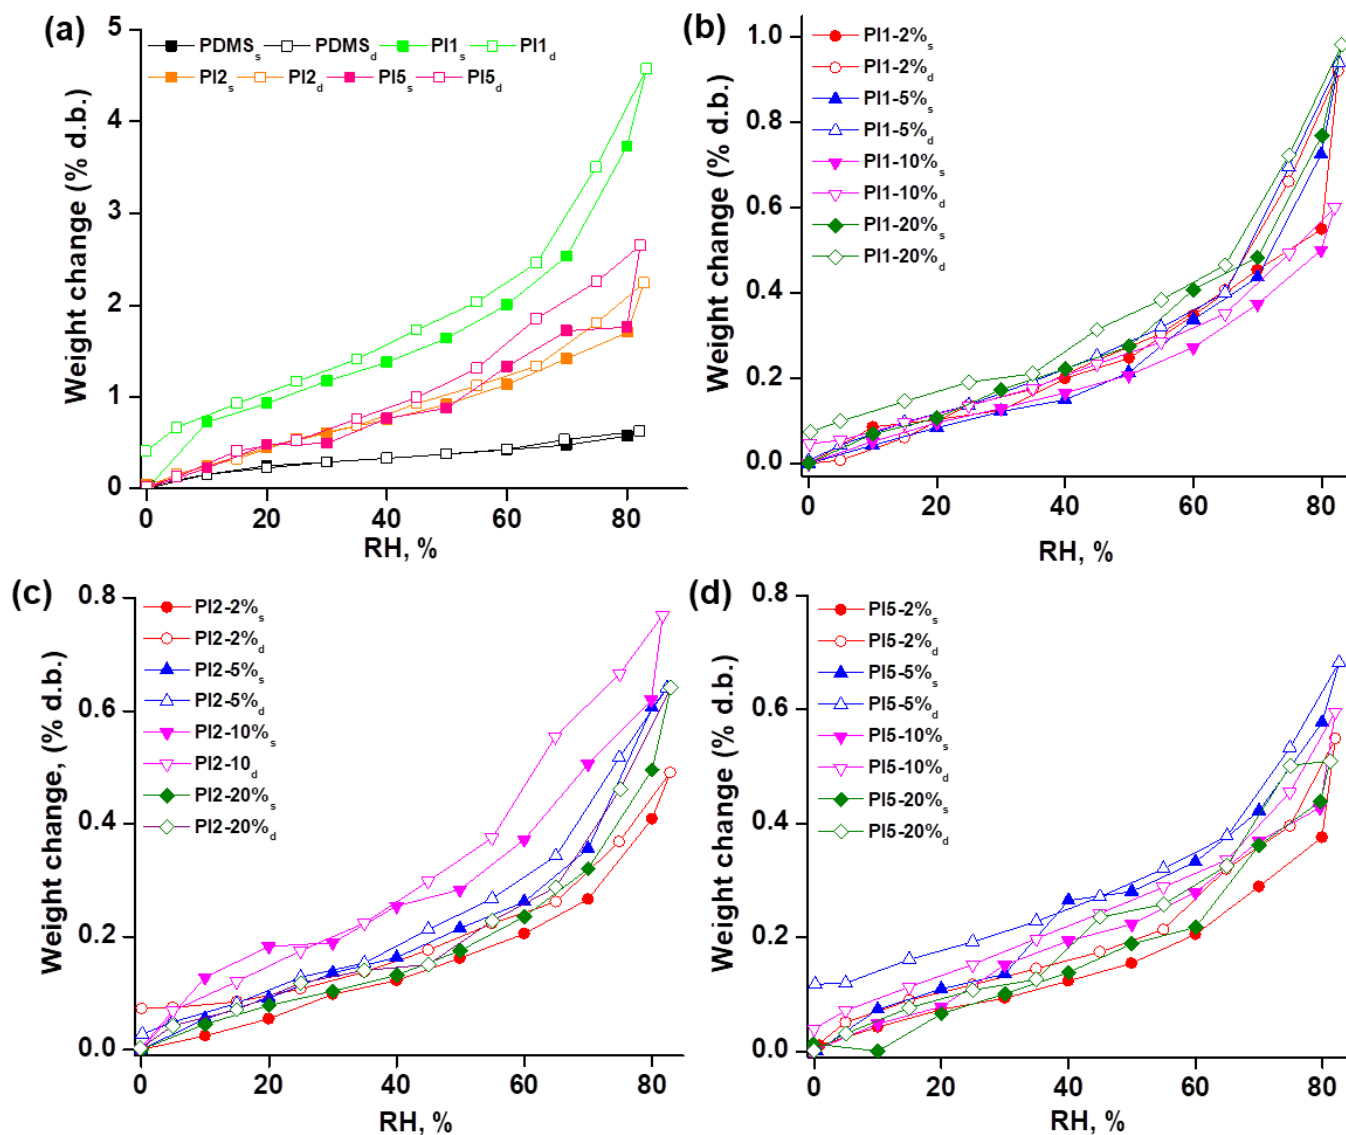 (a)
PDMSs PDMSd PI1s PI1d
PI2s PI2d PI5s PI5d
5
4
3
2
1
0
Weight change (% d.b.)
0 20 40 60 80
RH, %
(b)
PI1-2%s
PI1-2%d
PI1-5%s
PI1-5%d
PI1-10%s
PI1-10%d
PI1-20%s
PI1-20%d
1.0
0.8
0.6
0.4
0.2
0.0
Weight change (% d.b.)
0 20 40 60 80
RH, %
(c)
PI2-2%s
PI2-2%d
PI2-5%s
PI2-5%d
PI2-10%s
PI2-10d
PI2-20%s
PI2-20%d
0.8
0.6
0.4
0.2
0.0
Weight change, (% d.b.)
0 20 40 60 80
RH, %
(d)
PI5-2%s
PI5-2%d
PI5-5%s
PI5-5%d
PI5-10%s
PI5-10%d
PI5-20%s
PI5-20%d
0.8
0.6
0.4
0.2
0.0
Weight change (% d.b.)
0 20 40 60 80
RH, %